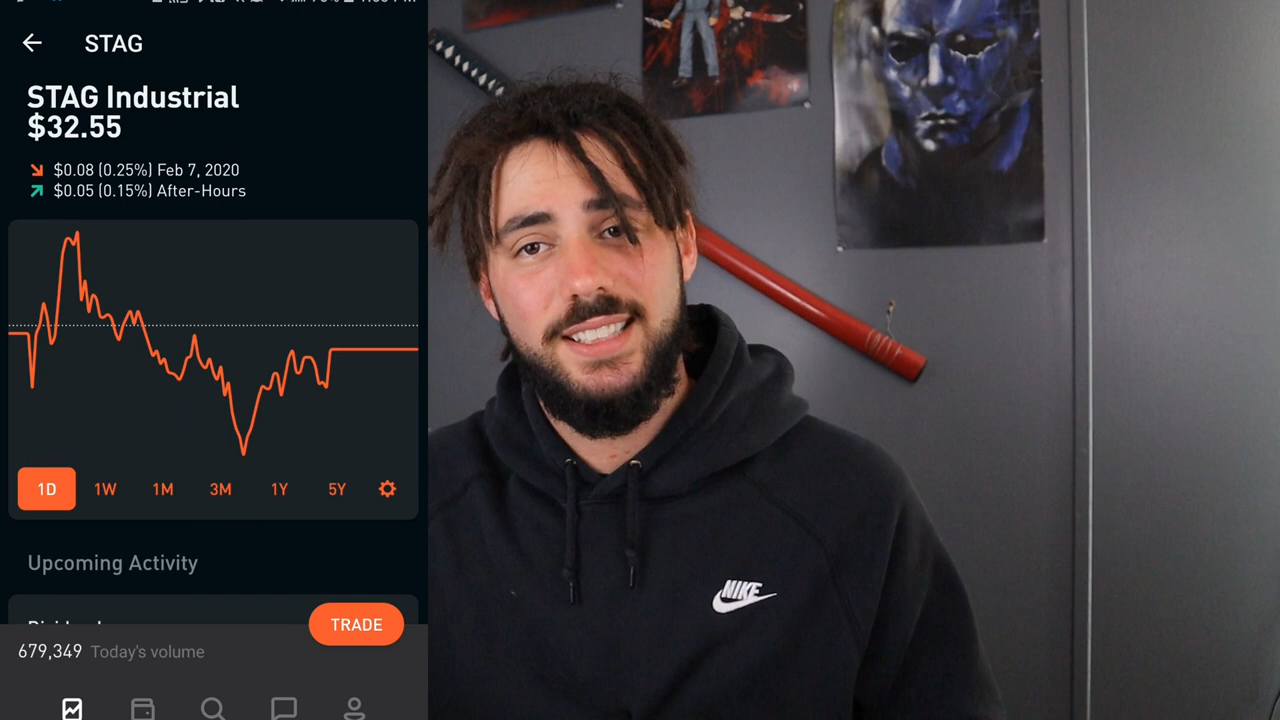 STAG
STAG Industrial
$32.55
$0.08 (0.25%) Feb 7, 2020
$0.05 (0.15%) After-Hours
1D 1W 1M 3M 1Y 5Y
Upcoming Activity
TRADE
679,349 Today's volume
NIKE